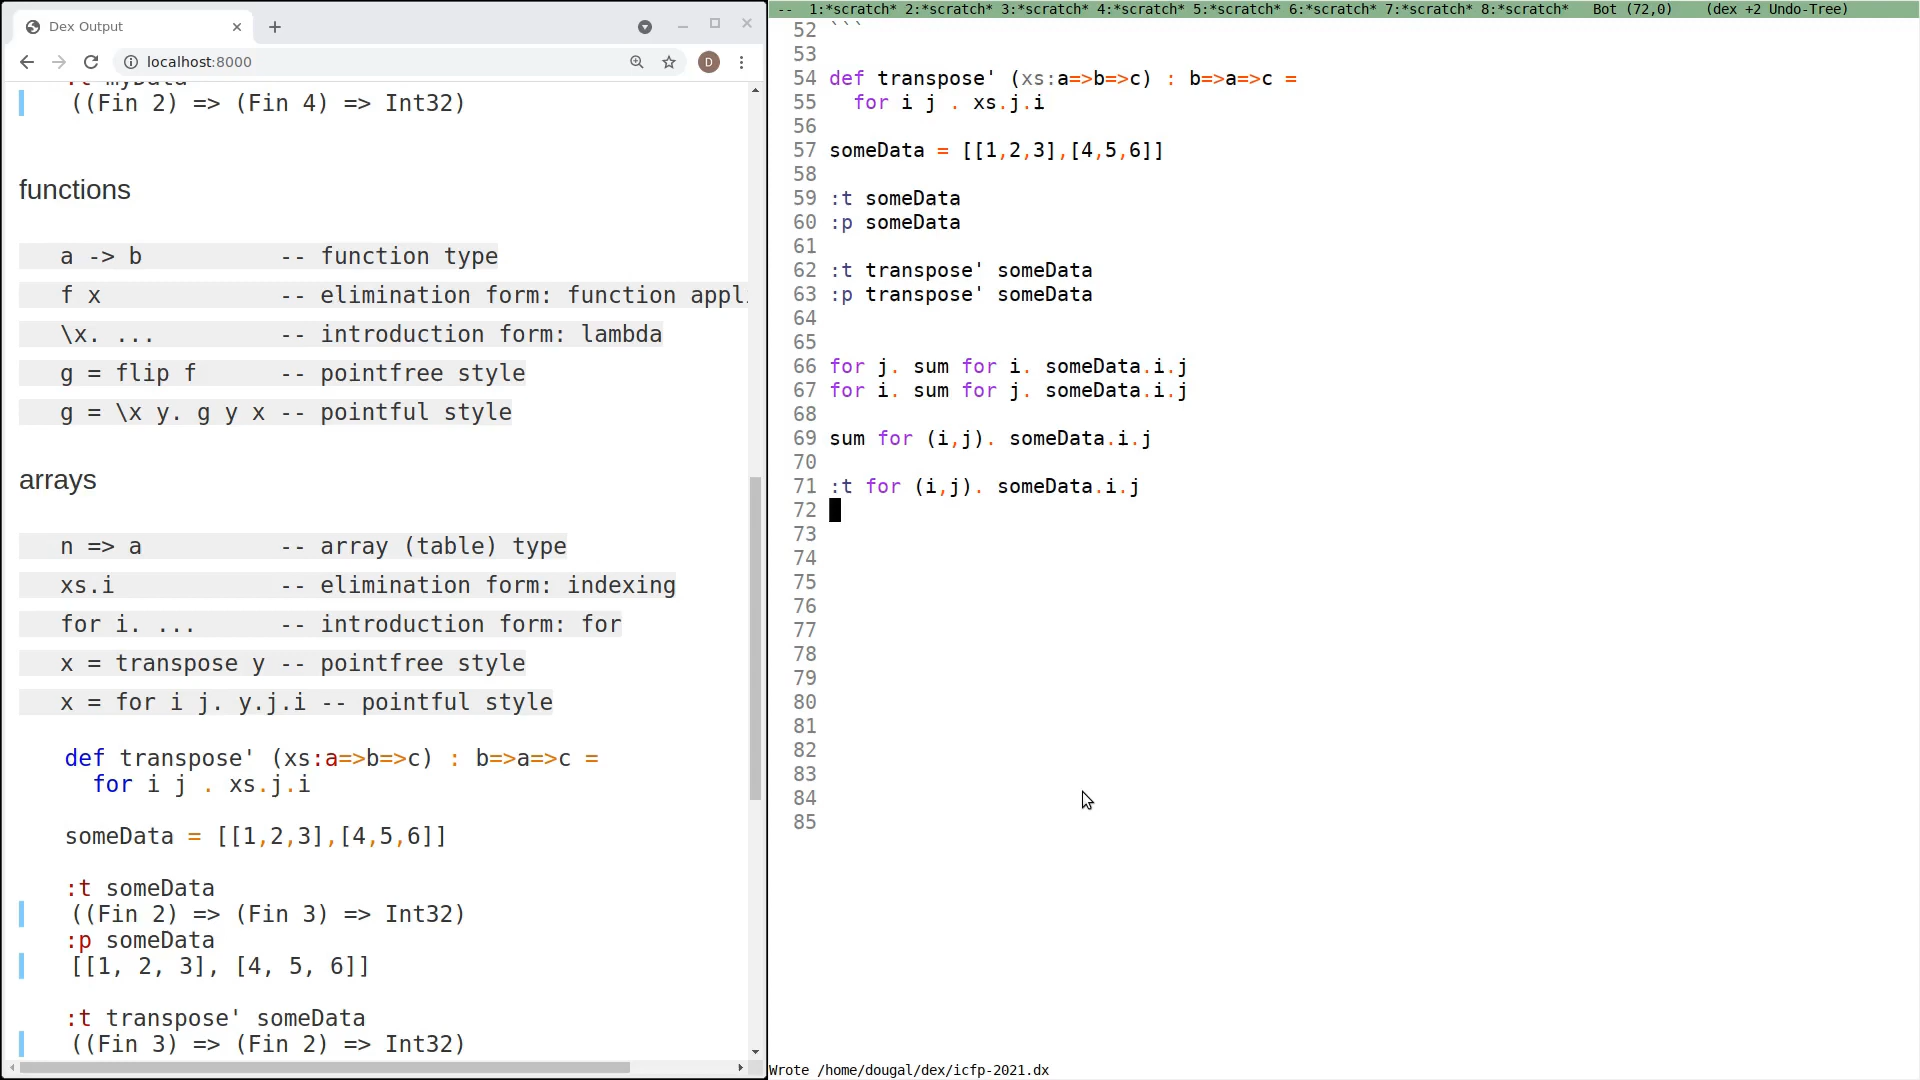 Dex Output
localhost:8000
D
:t myData
((Fin 2) => (Fin 4) => Int32)
functions
a -> b          -- function type
f x             -- elimination form: function appl
\x. ...         -- introduction form: lambda
g = flip f      -- pointfree style
g = \x y. g y x -- pointful style
arrays
n => a          -- array (table) type
xs.i            -- elimination form: indexing
for i. ...      -- introduction form: for
x = transpose y -- pointfree style
x = for i j. y.j.i -- pointful style
def transpose' (xs:a=>b=>c) : b=>a=>c =
  for i j . xs.j.i
someData = [[1,2,3],[4,5,6]]
:t someData
((Fin 2) => (Fin 3) => Int32)
:p someData
[[1, 2, 3], [4, 5, 6]]
:t transpose' someData
((Fin 3) => (Fin 2) => Int32)
--  1:*scratch* 2:*scratch* 3:*scratch* 4:*scratch* 5:*scratch* 6:*scratch* 7:*scratch* 8:*scratch*   Bot (72,0)    (dex +2 Undo-Tree)
52 ```
53
54 def transpose' (xs:a=>b=>c) : b=>a=>c =
55   for i j . xs.j.i
56
57 someData = [[1,2,3],[4,5,6]]
58
59 :t someData
60 :p someData
61
62 :t transpose' someData
63 :p transpose' someData
64
65
66 for j. sum for i. someData.i.j
67 for i. sum for j. someData.i.j
68
69 sum for (i,j). someData.i.j
70
71 :t for (i,j). someData.i.j
72
73
74
75
76
77
78
79
80
81
82
83
84
85
Wrote /home/dougal/dex/icfp-2021.dx